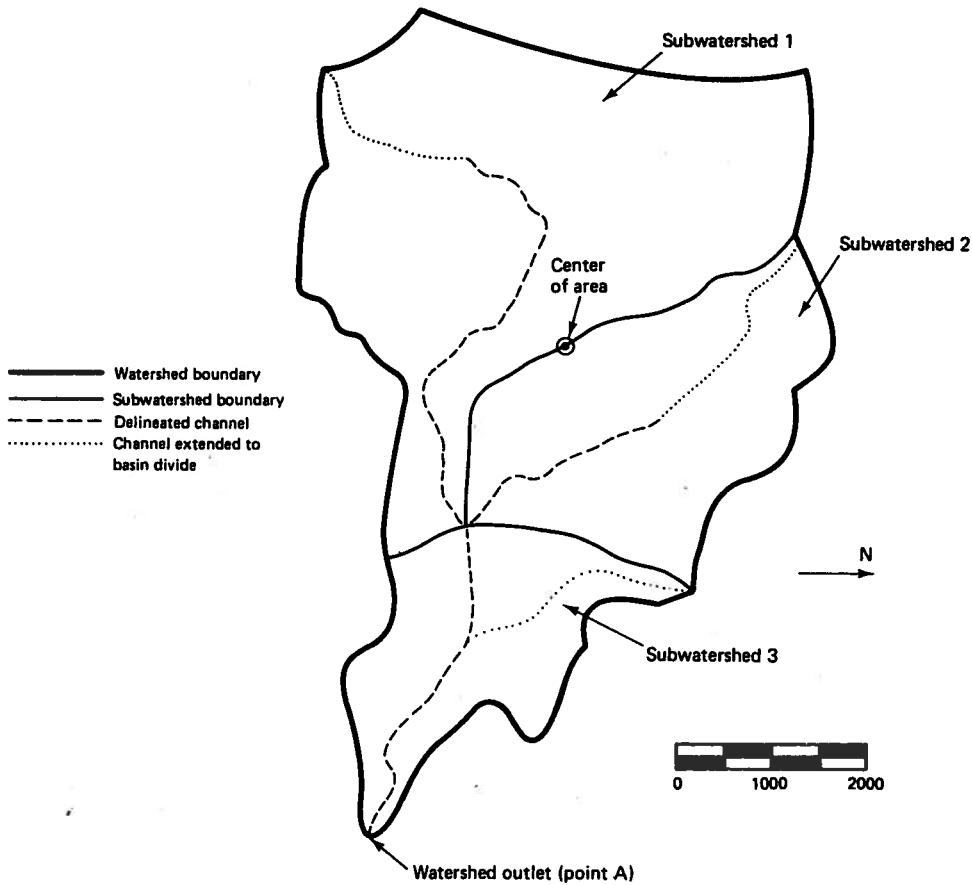 Subwatershed 1
Subwatershed 2
Center
of area
Watershed boundary
Subwatershed boundary
Delineated channel
Channel extended to
basin divide
N
Subwatershed 3
0 1000 2000
Watershed outlet (point A)